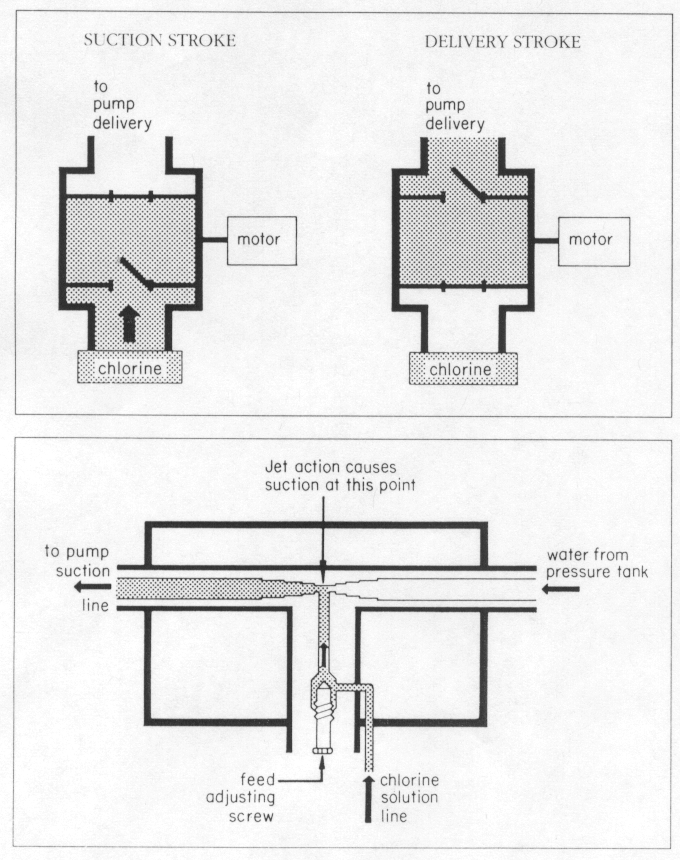 SUCTION STROKE
DELIVERY STROKE
to
pump
delivery
to
pump
delivery
motor
motor
chlorine
chlorine
Jet action causes
suction at this point
to pump
suction
line
water from
pressure tank
feed
adjusting
screw
chlorine
solution
line